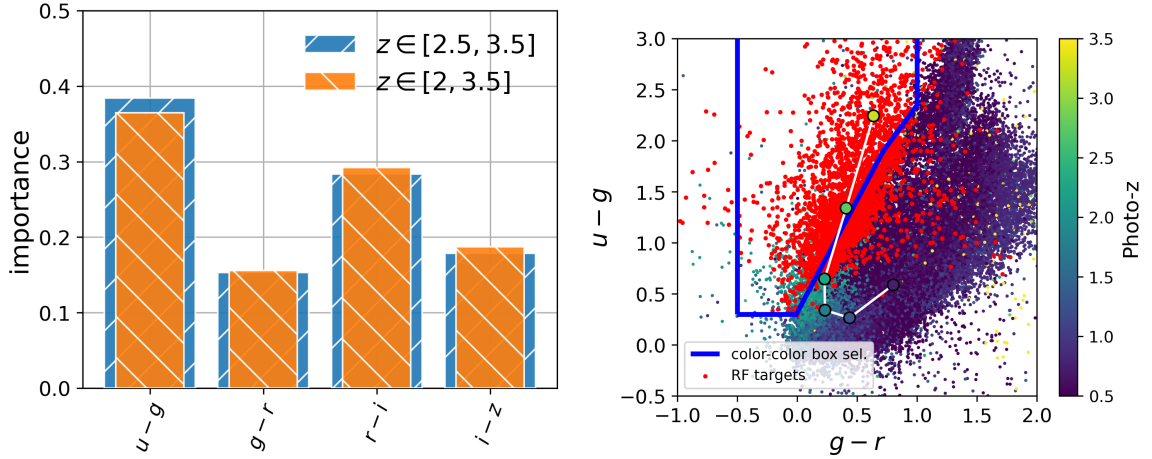 0.5
0.4
0.3
0.2
0.1
0.0
importance
z ∈ [2.5, 3.5]
z ∈ [2, 3.5]
u − g
g − r
r − i
i − z
3.0
2.5
2.0
1.5
1.0
0.5
0.0
−0.5
u − g
color-color box sel.
RF targets
−1.0 −0.5 0.0 0.5 1.0 1.5 2.0
g − r
3.5
3.0
2.5
2.0
1.5
1.0
0.5
Photo-z